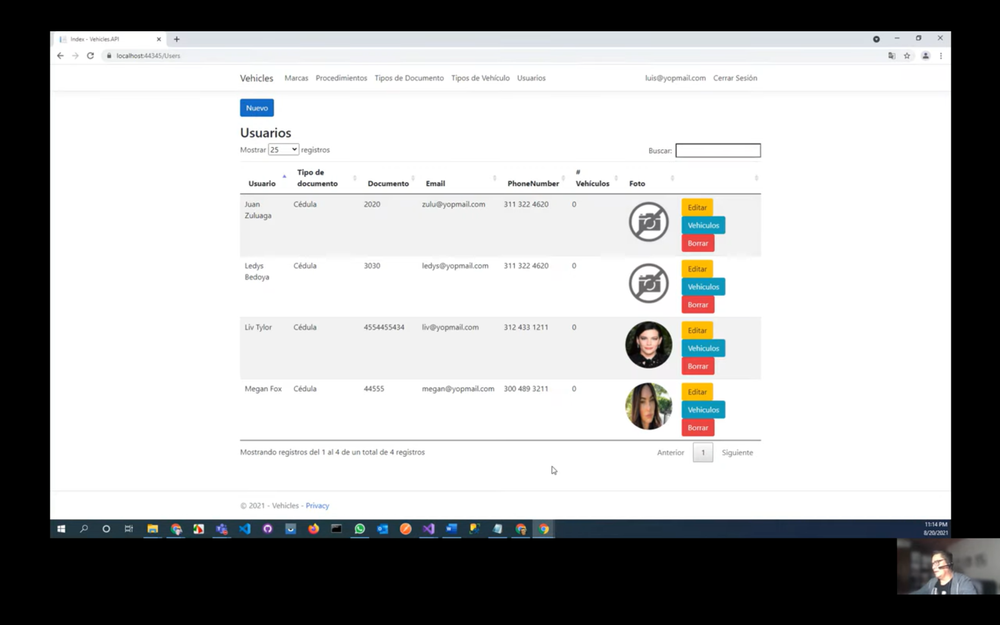 Index - Vehicles.API
localhost:44345/Users
Vehicles Marcas Procedimientos Tipos de Documento Tipos de Vehículo Usuarios luis@yopmail.com Cerrar Sesión
Nuevo
Usuarios
Mostrar 25 registros Buscar:
Usuario Tipo de documento Documento Email PhoneNumber # Vehículos Foto
Juan Zuluaga Cédula 2020 zulu@yopmail.com 311 322 4620 0
Editar
Vehiculos
Borrar
Ledys Bedoya Cédula 3030 ledys@yopmail.com 311 322 4620 0
Editar
Vehiculos
Borrar
Liv Tylor Cédula 4554455434 liv@yopmail.com 312 433 1211 0
Editar
Vehiculos
Borrar
Megan Fox Cédula 44555 megan@yopmail.com 300 489 3211 0
Editar
Vehiculos
Borrar
Mostrando registros del 1 al 4 de un total de 4 registros Anterior 1 Siguiente
© 2021 - Vehicles - Privacy
11:14 PM
8/20/2021